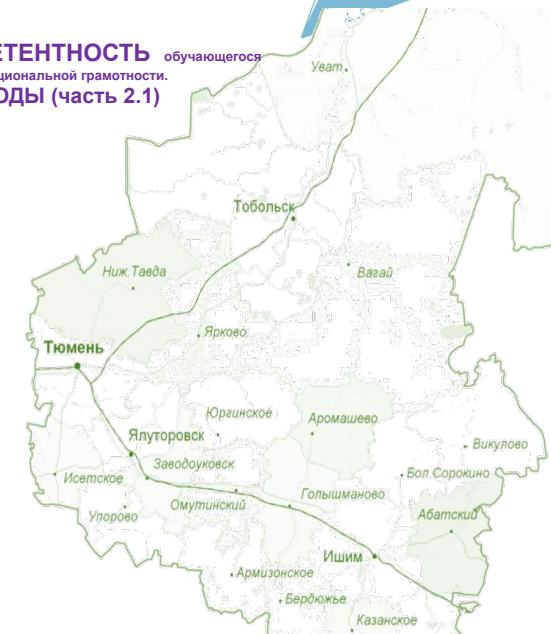 ЕТЕНТНОСТЬ обучающегося
циональной грамотности.
ОДЫ (часть 2.1)
Уват
Тобольск
Ниж.Тавда
Вагай
Ярково
Тюмень
Юргинское
Аромашево
Ялуторовск
Викулово
Заводоуковск
Бол.Сорокино
Исетское
Голышманово
Омутинский
Упорово
Абатский
Ишим
Армизонское
Бердюжье
Казанское